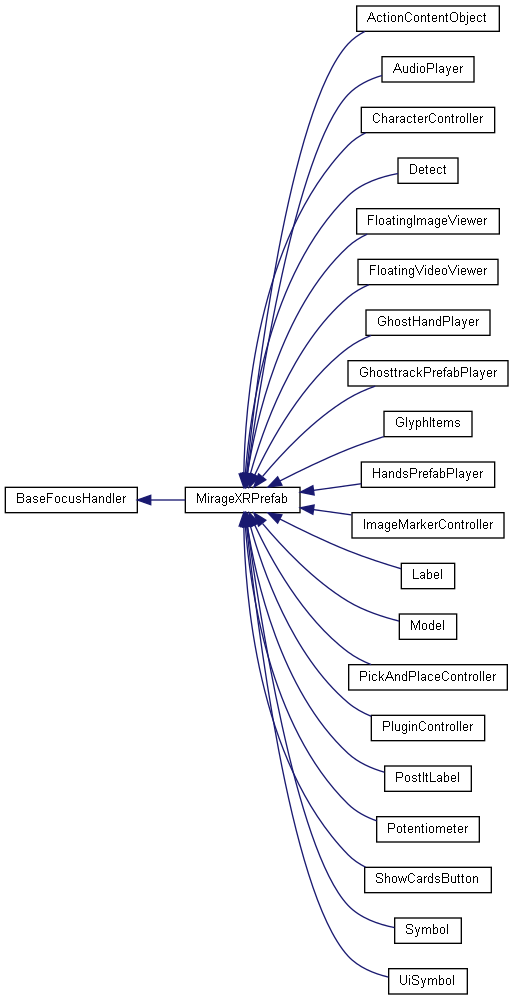 ActionContentObject
AudioPlayer
CharacterController
Detect
FloatingImageViewer
FloatingVideoViewer
GhostHandPlayer
GhosttrackPrefabPlayer
GlyphItems
HandsPrefabPlayer
BaseFocusHandler
MirageXRPrefab
ImageMarkerController
Label
Model
PickAndPlaceController
PluginController
PostItLabel
Potentiometer
ShowCardsButton
Symbol
UiSymbol